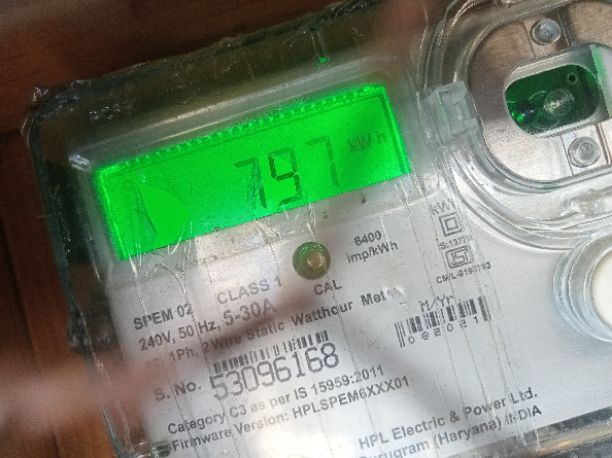 797 kWh
6400
imp/kWh
CAL
SPEM 02 CLASS 1
240V, 50 Hz, 5-30A
1Ph, 2 Wire Static Watthour
M/Yr
092021
S. No. 53096168
Category C3 as per IS 15959:2011
Firmware Version: HPLSPEM6XXX01
HPL Electric & Power Ltd.
Gurugram (Haryana) INDIA